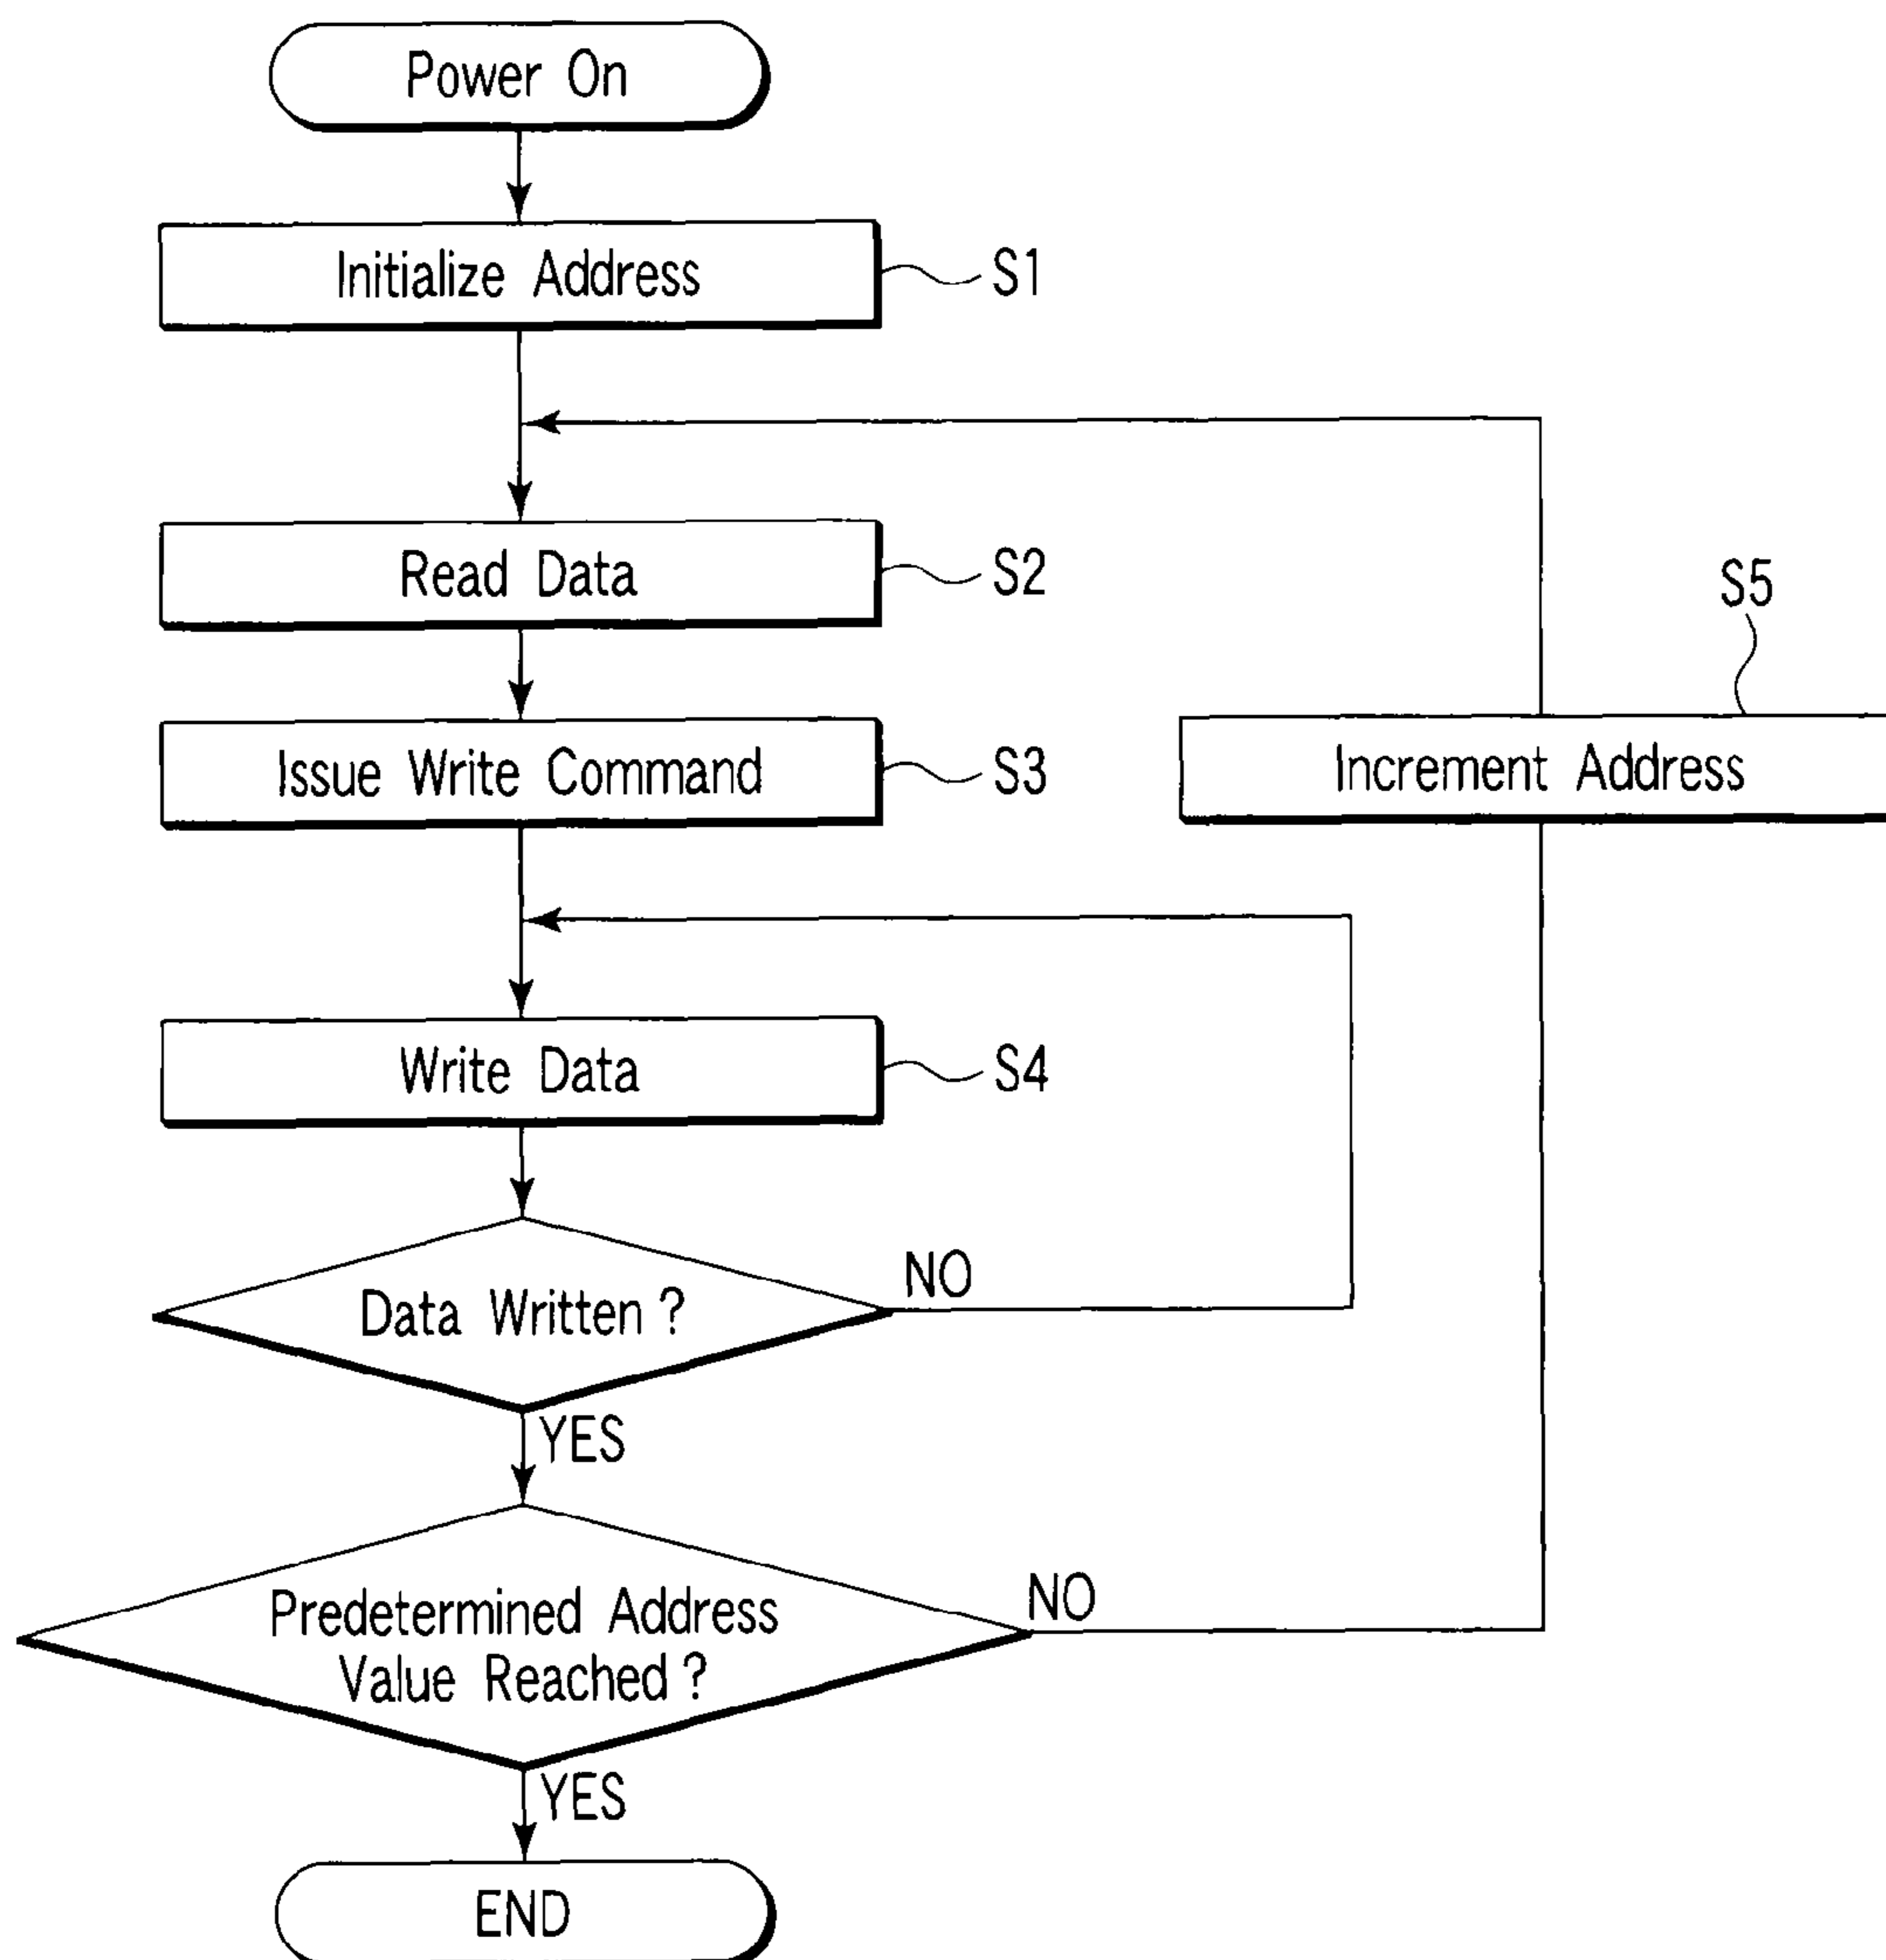 Power On
Initialize Address
S1
Read Data
S2
S5
Issue Write Command
S3
Increment Address
Write Data
S4
Data Written ?
NO
YES
Predetermined Address
Value Reached ?
NO
YES
END